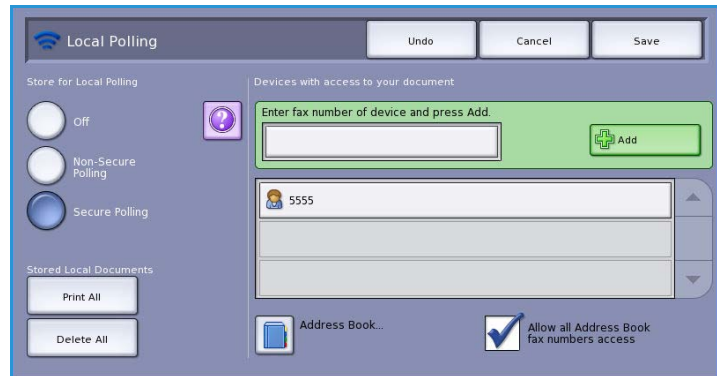 Local Polling
Undo
Cancel
Save
Store for Local Polling
Off
Non-Secure
Polling
Secure Polling
Stored Local Documents
Print All
Delete All
Devices with access to your document
Enter fax number of device and press Add.
Add
5555
Address Book...
Allow all Address Book
fax numbers access